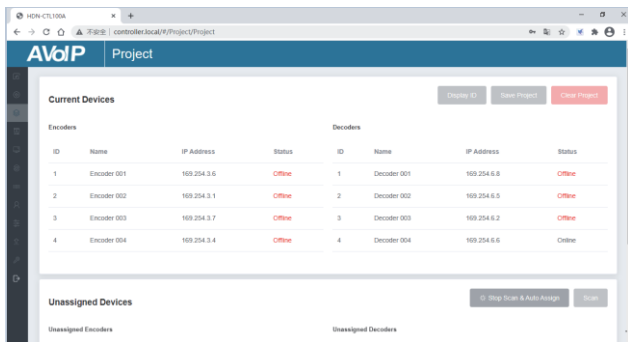 HDN-CTL100A
不安全 controller.local/#/Project/Project
AVoIP Project
Current Devices Display ID Save Project Clear Project
Encoders Decoders
ID Name IP Address Status ID Name IP Address Status
1 Encoder 001 169.254.3.6 Offline 1 Decoder 001 169.254.6.8 Offline
2 Encoder 002 169.254.3.1 Offline 2 Decoder 002 169.254.6.5 Offline
3 Encoder 003 169.254.3.7 Offline 3 Decoder 003 169.254.6.2 Offline
4 Encoder 004 169.254.3.4 Offline 4 Decoder 004 169.254.6.6 Online
Unassigned Devices Stop Scan & Auto Assign Scan
Unassigned Encoders Unassigned Decoders